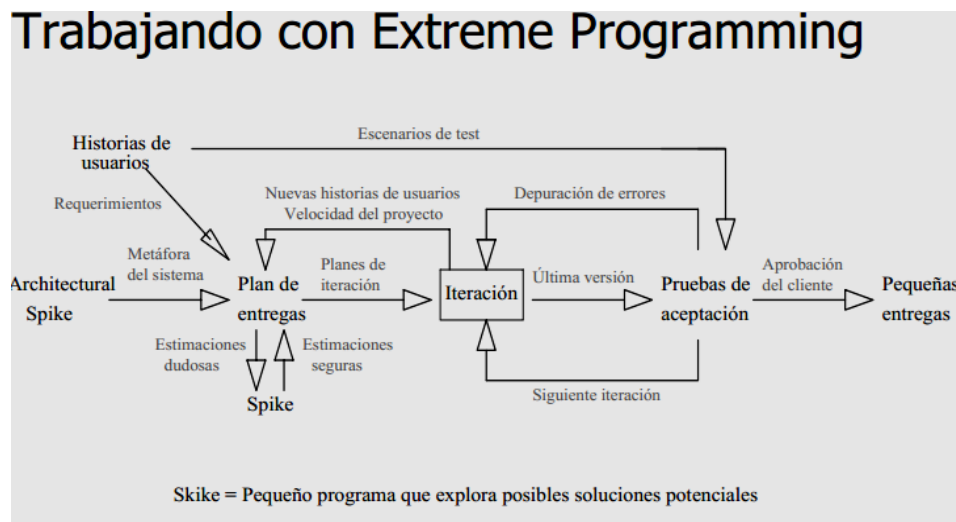 Trabajando con Extreme Programming
Escenarios de test
Historias de
usuarios
Requerimientos
Nuevas historias de usuarios
Velocidad del proyecto
Depuración de errores
Metáfora
del sistema
Architectural
Spike
Plan de
entregas
Planes de
iteración
Iteración
Última versión
Pruebas de
aceptación
Aprobación
del cliente
Pequeñas
entregas
Estimaciones
dudosas
Estimaciones
seguras
Spike
Siguiente iteración
Skike = Pequeño programa que explora posibles soluciones potenciales